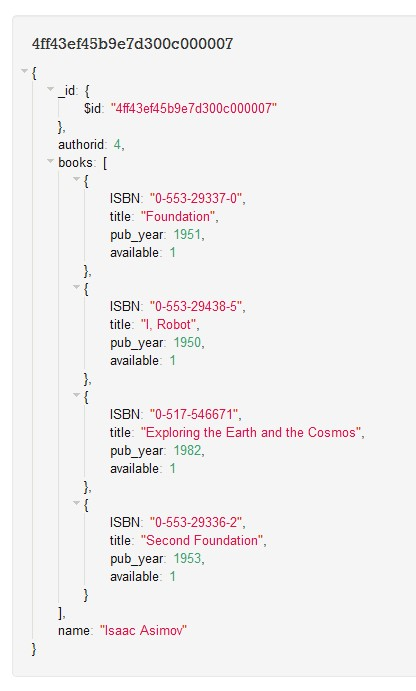 4ff43ef45b9e7d300c000007
{
_id: {
$id: "4ff43ef45b9e7d300c000007"
},
authorid: 4,
books: [
{
ISBN: "0-553-29337-0",
title: "Foundation",
pub_year: 1951,
available: 1
},
{
ISBN: "0-553-29438-5",
title: "I, Robot",
pub_year: 1950,
available: 1
},
{
ISBN: "0-517-546671",
title: "Exploring the Earth and the Cosmos",
pub_year: 1982,
available: 1
},
{
ISBN: "0-553-29336-2",
title: "Second Foundation",
pub_year: 1953,
available: 1
}
],
name: "Isaac Asimov"
}